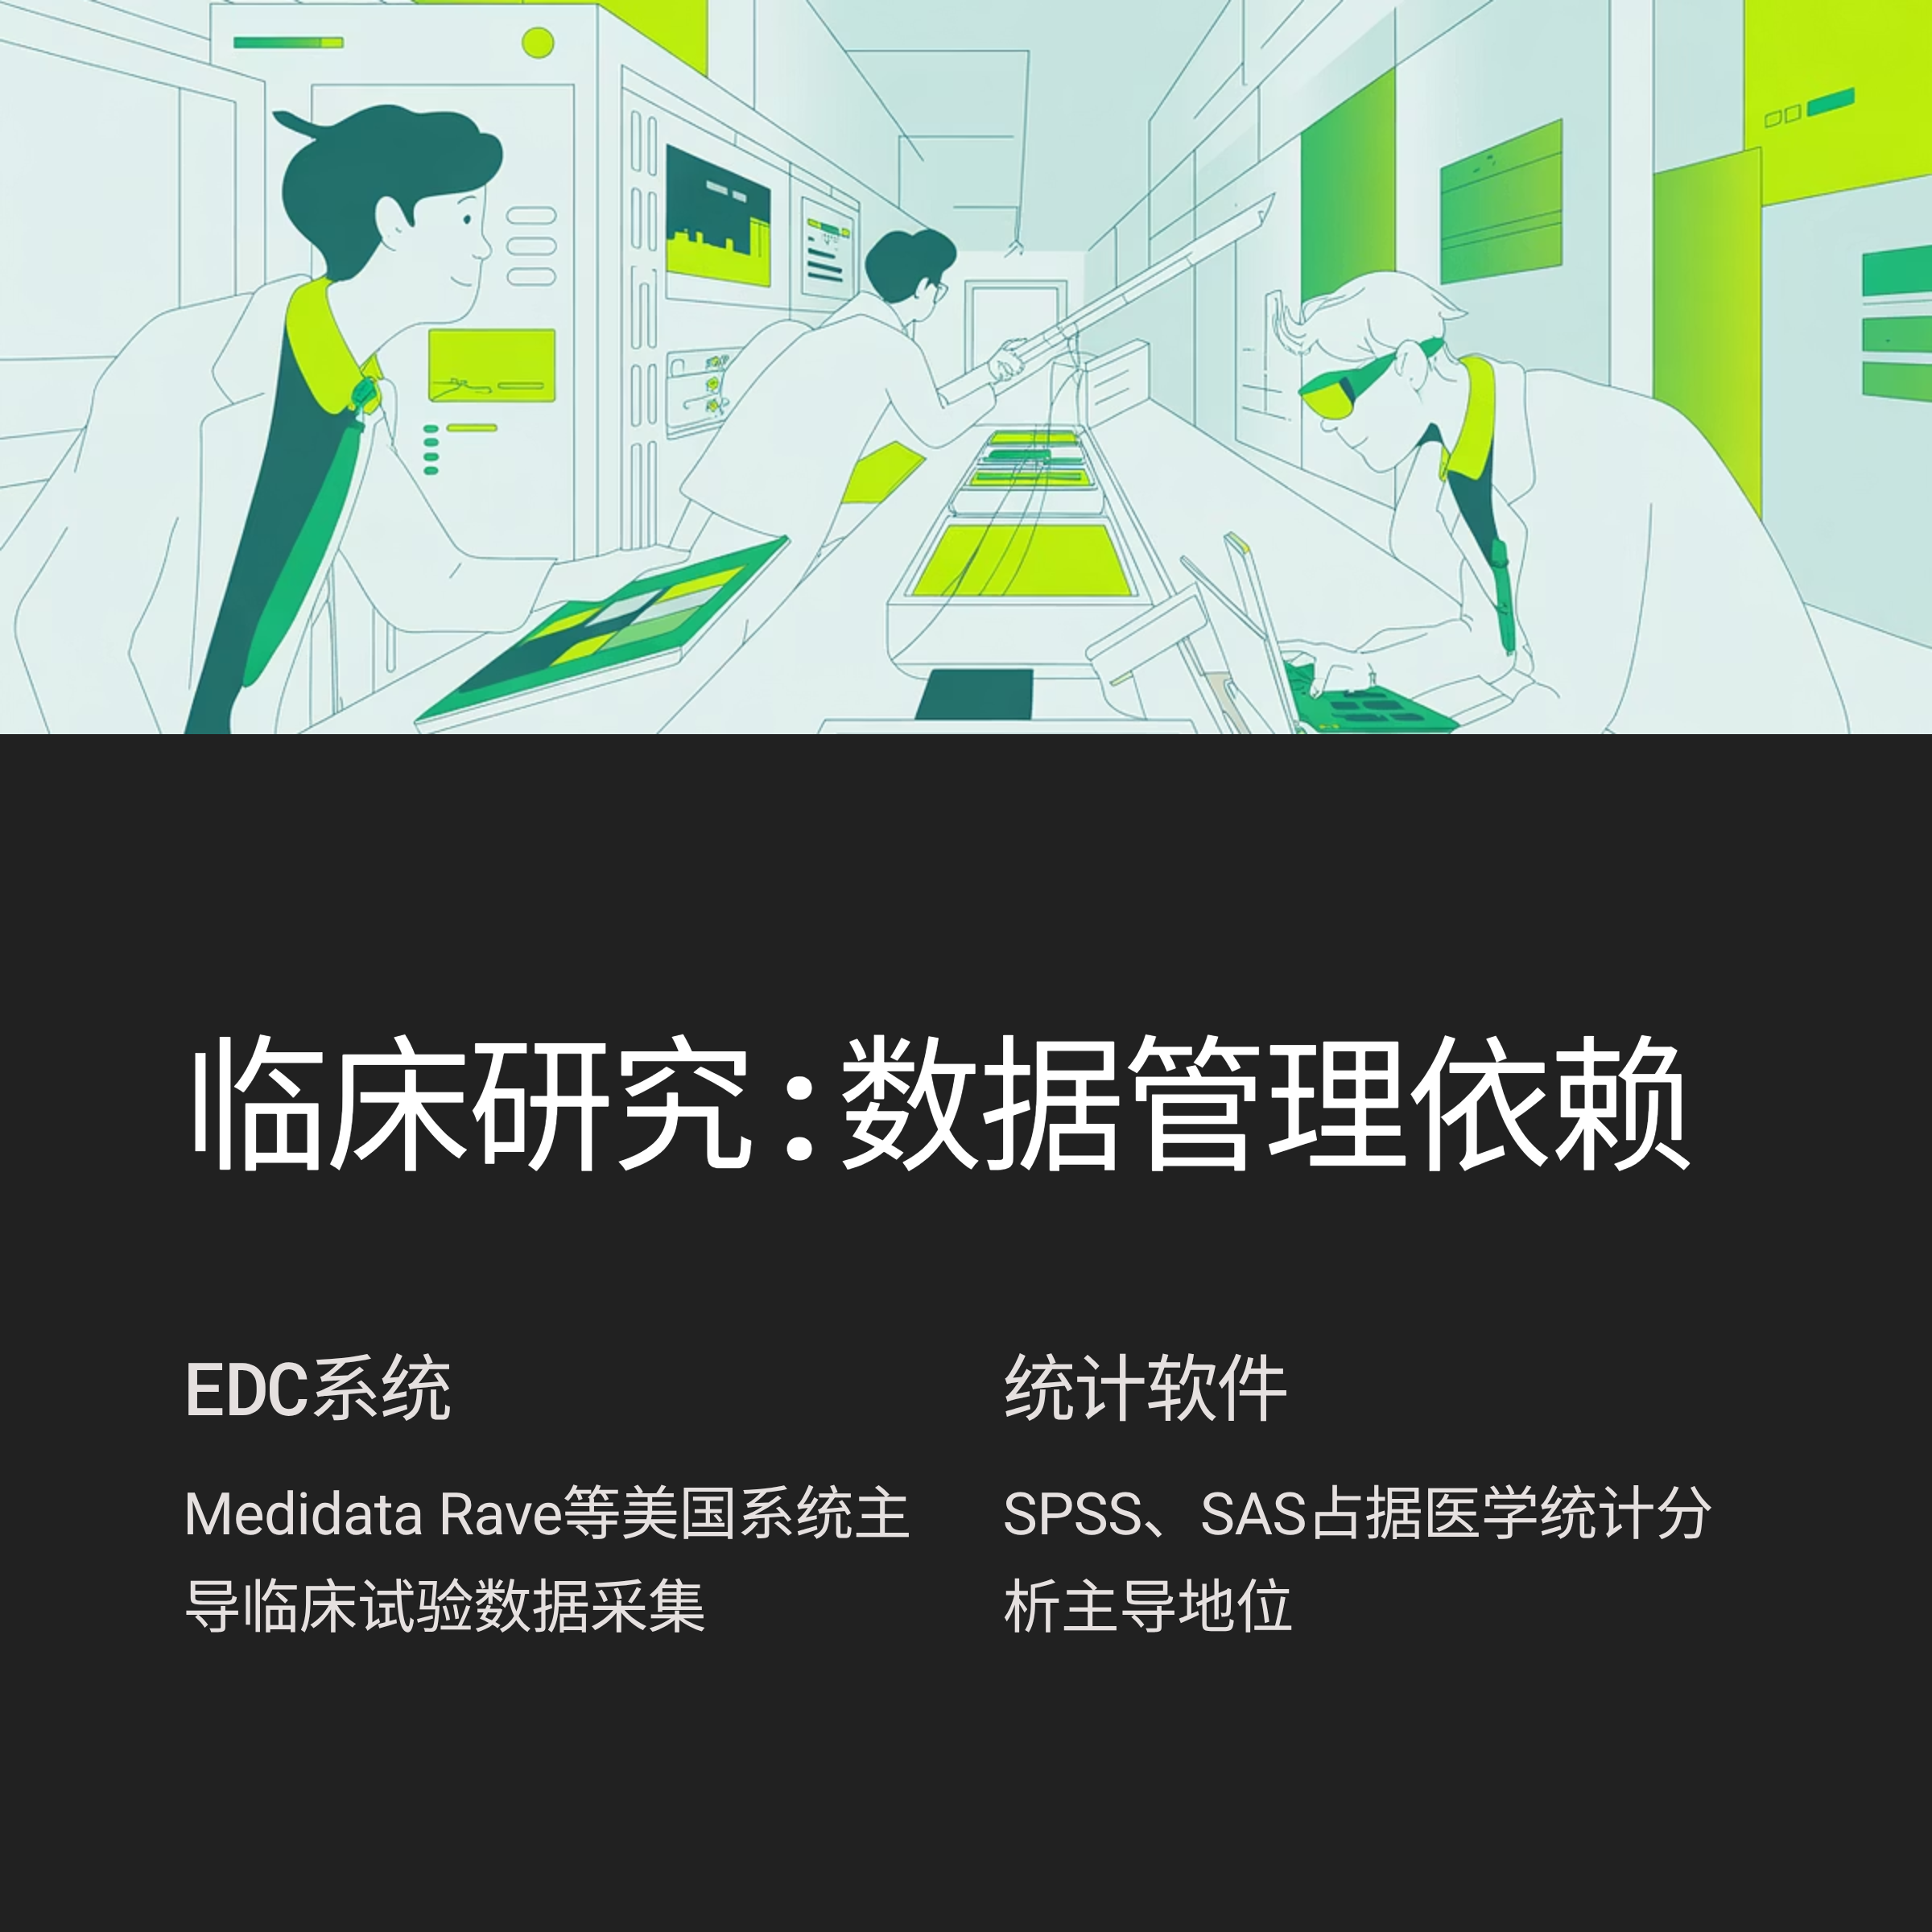 临床研究：数据管理依赖
EDC系统
Medidata Rave等美国系统主
导临床试验数据采集
统计软件
SPSS、 SAS占据医学统计分
析主导地位